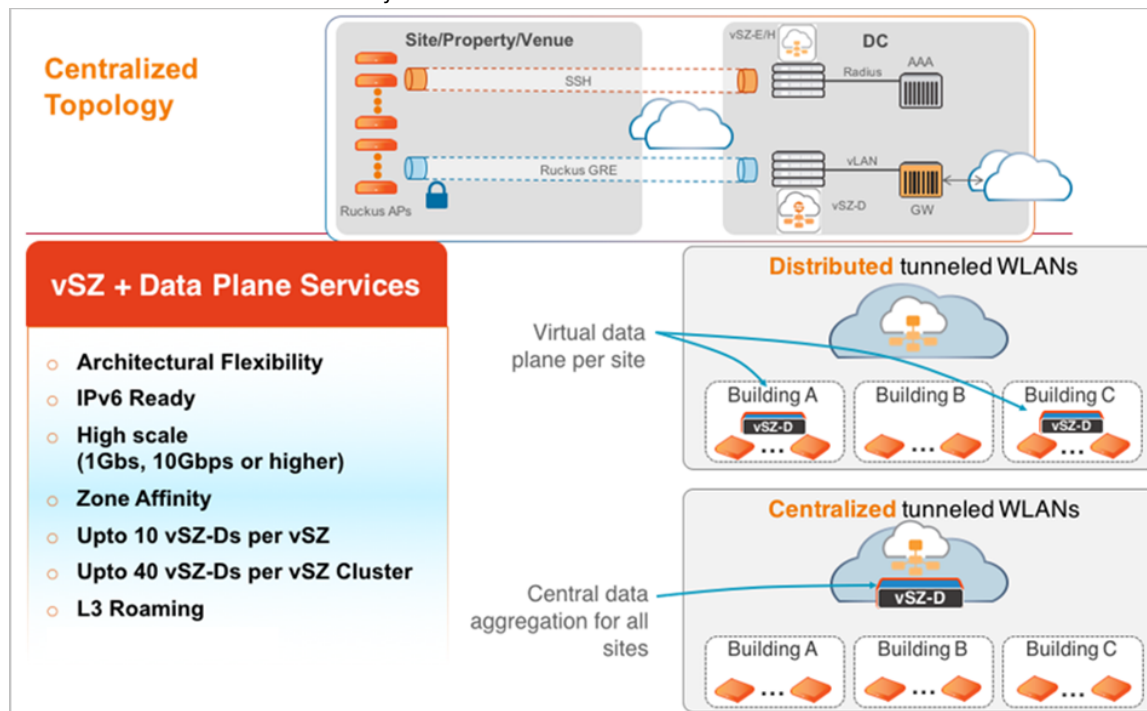 Centralized
Topology
Site/Property/Venue
vSZ-E/H
DC
AAA
SSH
Radius
Ruckus GRE
vLAN
Ruckus APs
vSZ-D
GW
vSZ + Data Plane Services
Architectural Flexibility
IPv6 Ready
High scale
(1Gbs, 10Gbps or higher)
Zone Affinity
Upto 10 vSZ-Ds per vSZ
Upto 40 vSZ-Ds per vSZ Cluster
L3 Roaming
Distributed tunneled WLANs
Virtual data
plane per site
Building A
Building B
Building C
vSZ-D
vSZ-D
Centralized tunneled WLANs
vSZ-D
Central data
aggregation for all
sites
Building A
Building B
Building C